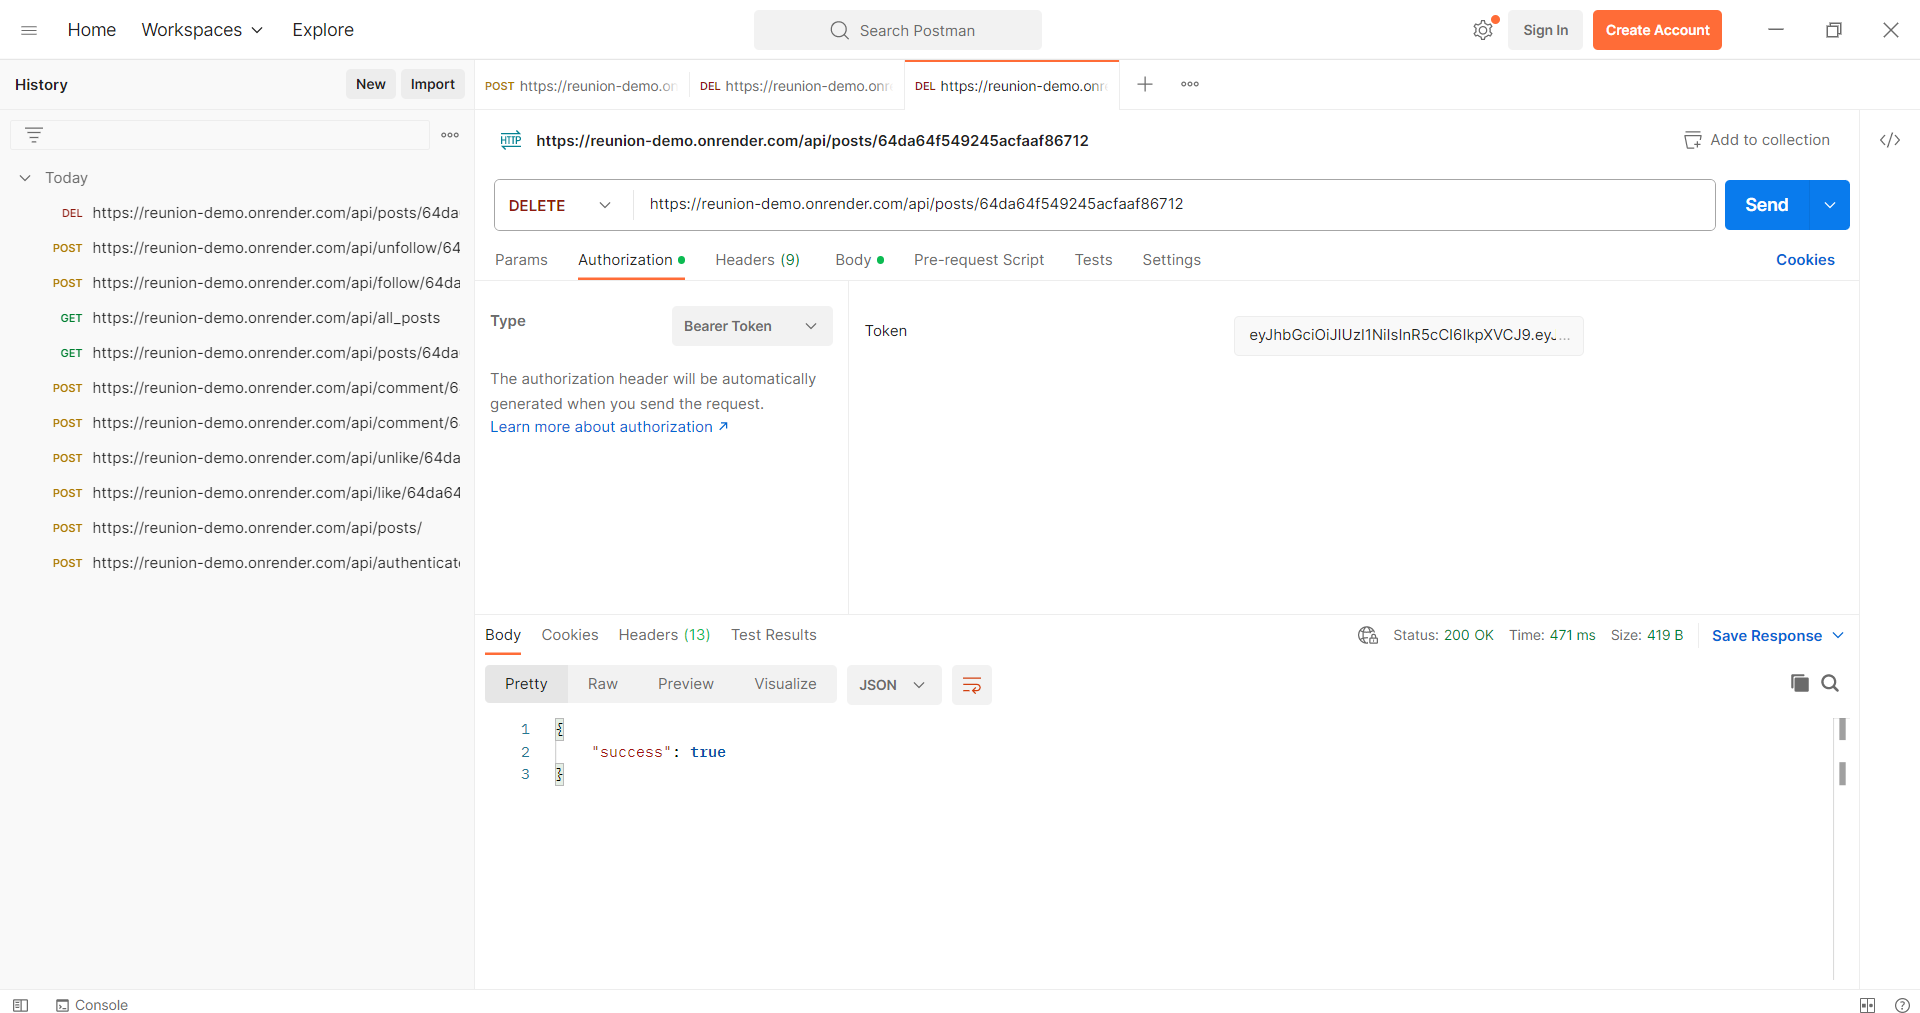 Home Workspaces Explore Search Postman Sign In Create Account
History New Import
POST https://reunion-demo.on DEL https://reunion-demo.onr DEL https://reunion-demo.onr
HTTP https://reunion-demo.onrender.com/api/posts/64da64f549245acfaaf86712 Add to collection
Today
DEL https://reunion-demo.onrender.com/api/posts/64da
POST https://reunion-demo.onrender.com/api/unfollow/64
POST https://reunion-demo.onrender.com/api/follow/64da
GET https://reunion-demo.onrender.com/api/all_posts
GET https://reunion-demo.onrender.com/api/posts/64da
POST https://reunion-demo.onrender.com/api/comment/6
POST https://reunion-demo.onrender.com/api/comment/6
POST https://reunion-demo.onrender.com/api/unlike/64da
POST https://reunion-demo.onrender.com/api/like/64da64
POST https://reunion-demo.onrender.com/api/posts/
POST https://reunion-demo.onrender.com/api/authenticat
DELETE https://reunion-demo.onrender.com/api/posts/64da64f549245acfaaf86712 Send
Params Authorization Headers (9) Body Pre-request Script Tests Settings Cookies
Type Bearer Token
The authorization header will be automatically
generated when you send the request.
Learn more about authorization ↗
Token eyJhbGciOiJIUzI1NiIsInR5cCI6IkpXVCJ9.eyJ...
Body Cookies Headers (13) Test Results Status: 200 OK Time: 471 ms Size: 419 B Save Response
Pretty Raw Preview Visualize JSON
1 {
2 "success": true
3 }
Console